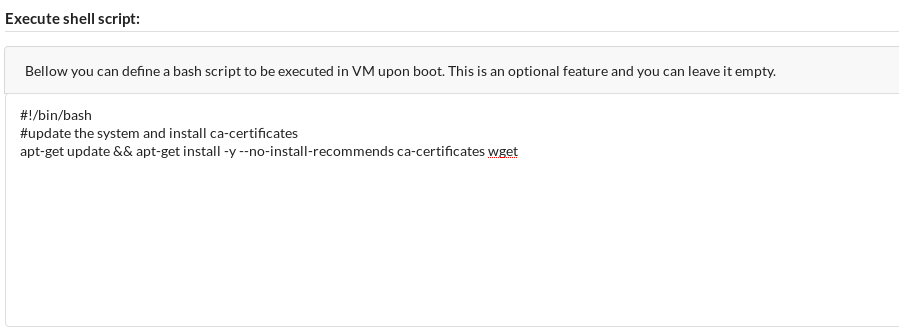 Execute shell script:
Bellow you can define a bash script to be executed in VM upon boot. This is an optional feature and you can leave it empty.
#!/bin/bash
#update the system and install ca-certificates
apt-get update && apt-get install -y --no-install-recommends ca-certificates wget